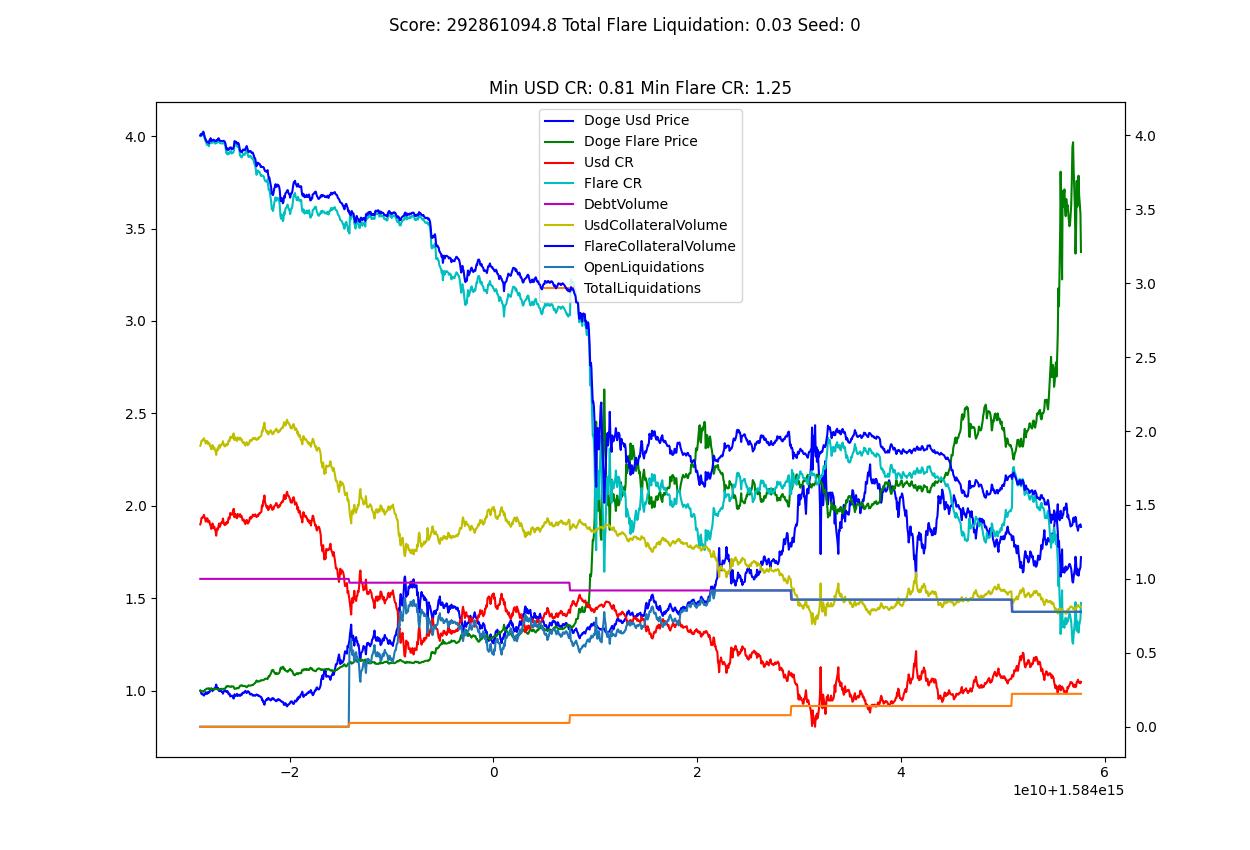 Score: 292861094.8 Total Flare Liquidation: 0.03 Seed: 0
Min USD CR: 0.81 Min Flare CR: 1.25
Doge Usd Price
Doge Flare Price
Usd CR
Flare CR
DebtVolume
UsdCollateralVolume
FlareCollateralVolume
OpenLiquidations
TotalLiquidations
4.0
3.5
3.0
2.5
2.0
1.5
1.0
4.0
3.5
3.0
2.5
2.0
1.5
1.0
0.5
0.0
−2
0
2
4
6
1e10+1.584e15